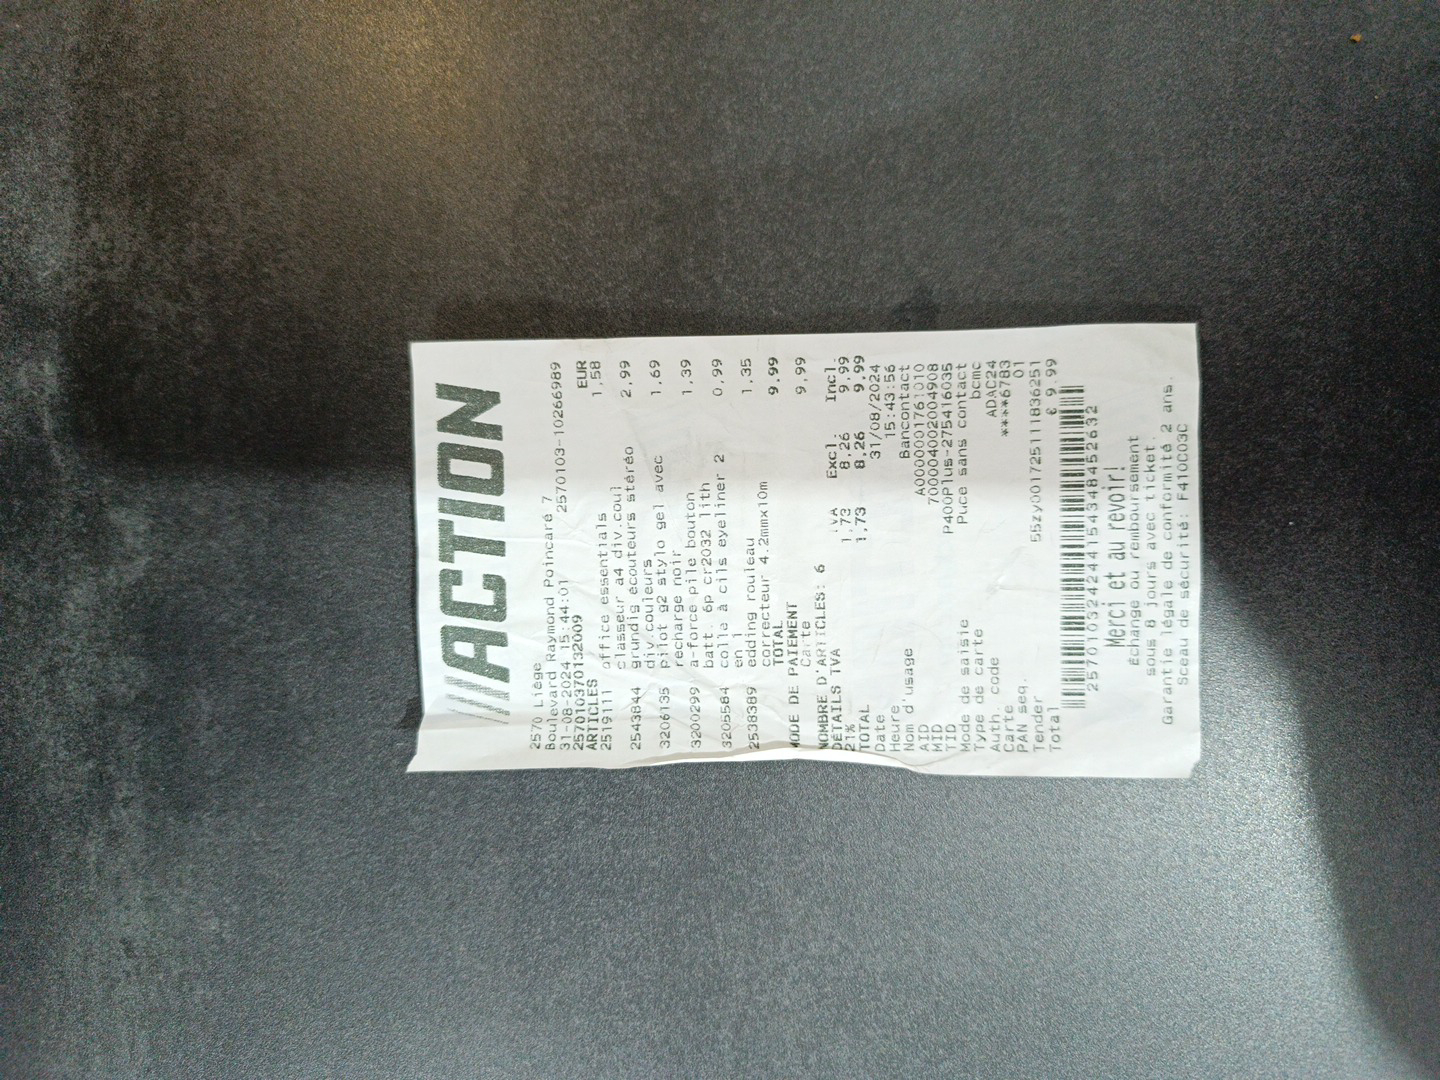 ACTION
2570 Liège
Boulevard Raymond Poincaré 7
31-08-2024 15:44:01 2570103-10266989
257010370132009
ARTICLES EUR
2519111 office essentials 1,58
classeur a4 div.coul
2543844 grundig écouteurs stéréo 2,99
div.couleurs
3206135 pilot g2 stylo gel avec 1,69
recharge noir
3200299 a-force pile bouton 1,39
batt. 6p cr2032 lith
3205584 colle à cils eyeliner 2 0,99
en 1
2538389 edding rouleau 1,35
correcteur 4.2mmx10m
TOTAL 9,99
MODE DE PAIEMENT
Carte 9,99
NOMBRE D'ARTICLES: 6
DETAILS TVA TVA Excl. Incl.
21% 1,73 8,26 9,99
TOTAL 1,73 8,26 9,99
Date 31/08/2024
Heure 15:43:56
Nom d'usage Bancontact
AID A0000001761010
MID 700004002004908
TID P400Plus-275416035
Mode de saisie Puce sans contact
Type de carte bcmc
Auth. code ADAC24
Carte ****6783
PAN seq. 01
Tender 55zy001725111836251
Total € 9.99
2570103242441543484526 32
Merci et au revoir!
Échange ou remboursement
sous 8 jours avec ticket.
Garantie légale de conformité 2 ans.
Sceau de sécurité: F410C03C